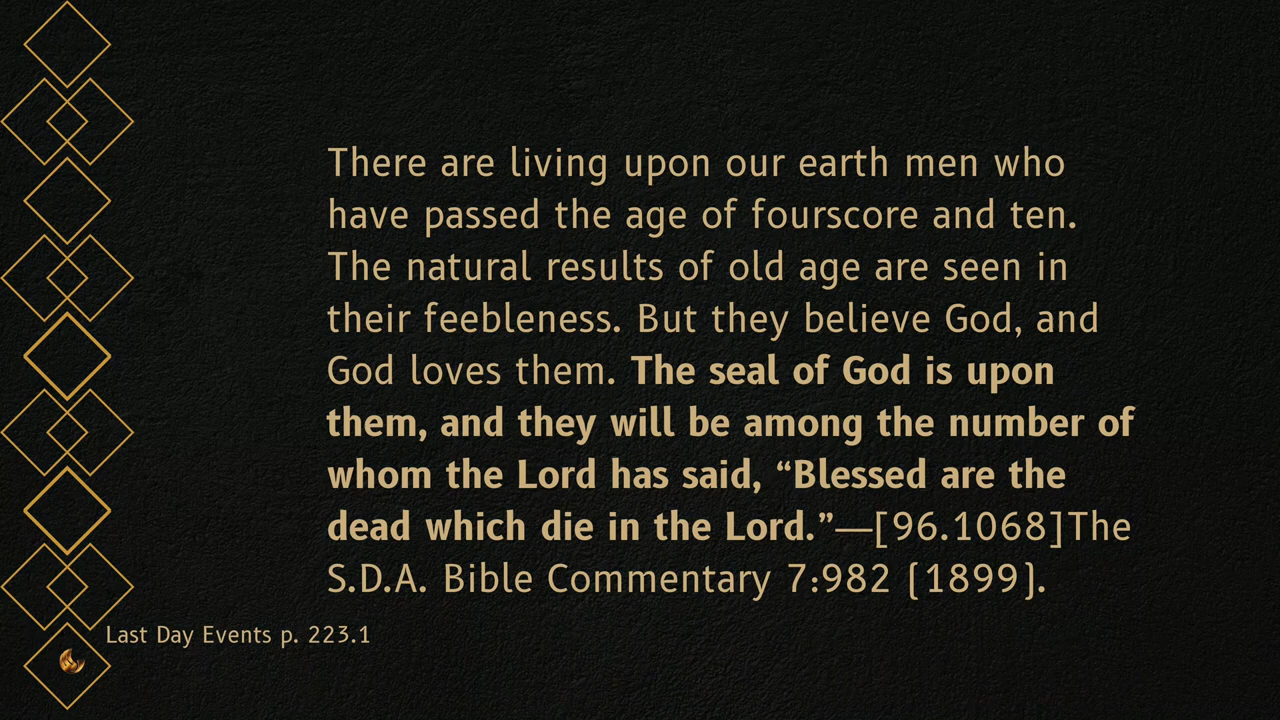 There are living upon our earth men who
have passed the age of fourscore and ten.
The natural results of old age are seen in
their feebleness. But they believe God, and
God loves them. The seal of God is upon
them, and they will be among the number of
whom the Lord has said, “Blessed are the
dead which die in the Lord.”—[96.1068]The
S.D.A. Bible Commentary 7:982 (1899).
Last Day Events p. 223.1